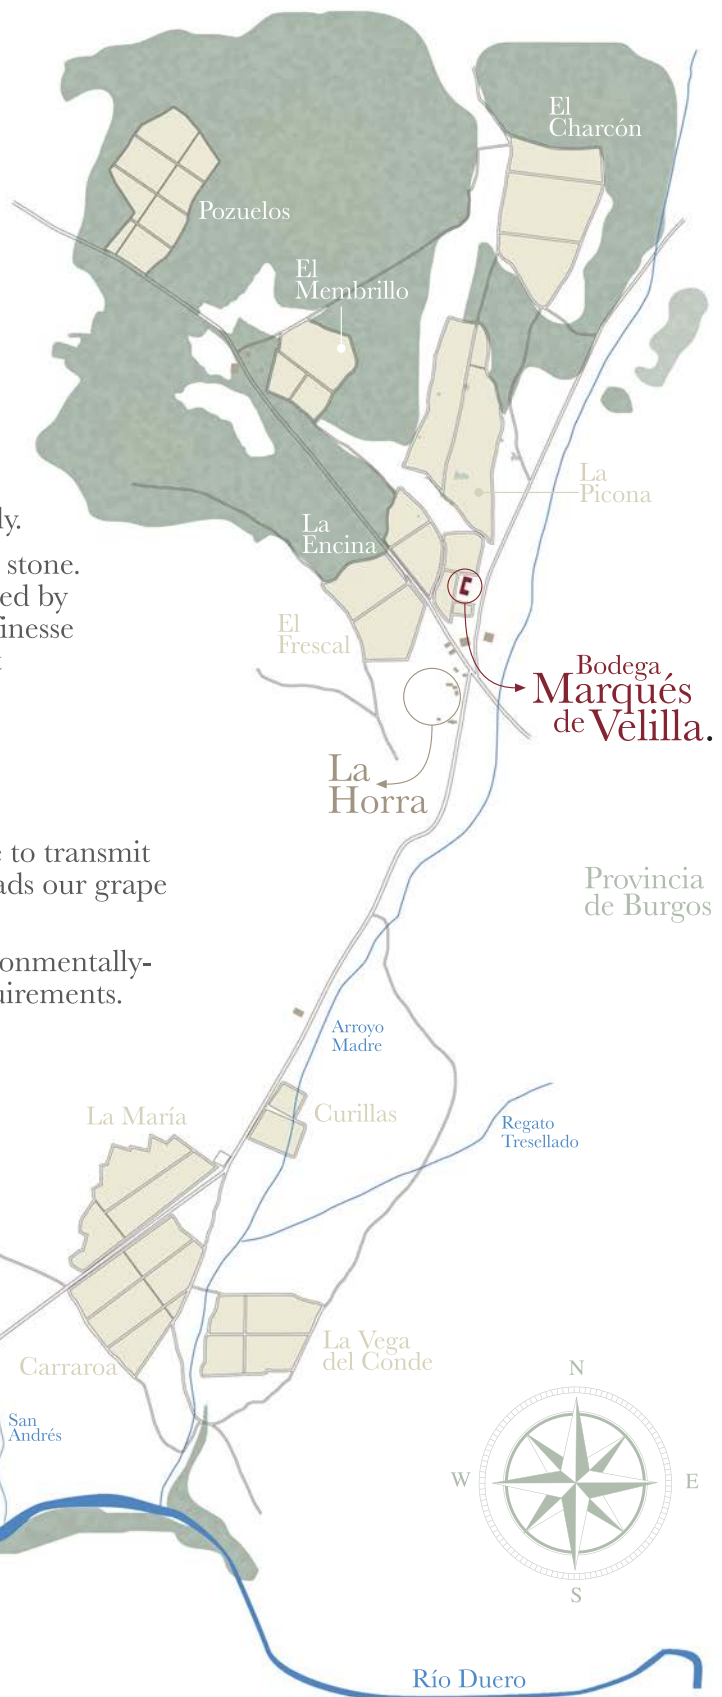 El
Charcón
Pozuelos
El
Membrillo
La
Picona
ly.
La
Encina
stone.
ed by
inesse
El
Frescal
Bodega
Marqués
de Velilla.
La
Horra
to transmit
ads our grape
Provincia
de Burgos
onmentally-
uirements.
Arroyo
Madre
La María
Curillas
Regato
Tresellado
La Vega
del Conde
Carraroa
N
San
Andrés
W
E
S
Río Duero